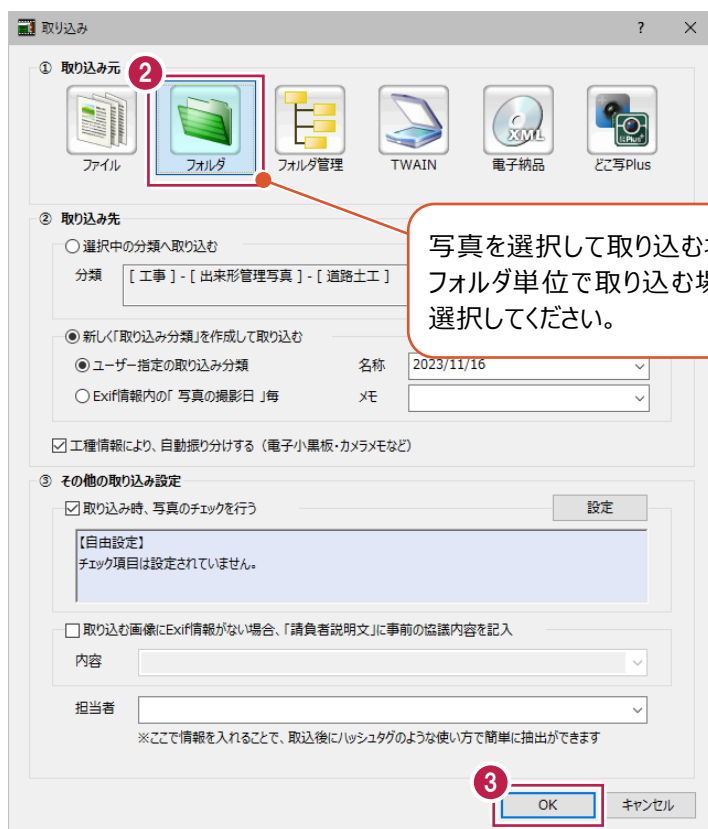 取り込み ? ×
① 取り込み元
2
ファイル フォルダ フォルダ管理 TWAIN 電子納品 どこ写Plus
XML
② 取り込み先
選択中の分類へ取り込む
分類 [ 工事 ] - [ 出来形管理写真 ] - [ 道路土工 ]
写真を選択して取り込む
フォルダ単位で取り込む
選択してください。
新しく「取り込み分類」を作成して取り込む
ユーザー指定の取り込み分類 名称 2023/11/16
Exif情報内の「 写真の撮影日 」毎 メモ
工種情報により、自動振り分けする（電子小黒板・カメラメモなど）
③ その他の取り込み設定
取り込み時、写真のチェックを行う 設定
【自由設定】
チェック項目は設定されていません。
取り込む画像にExif情報がない場合、「請負者説明文」に事前の協議内容を記入
内容
担当者
※ここで情報を入れることで、取込後にハッシュタグのような使い方で簡単に抽出ができます
3
OK キャンセル